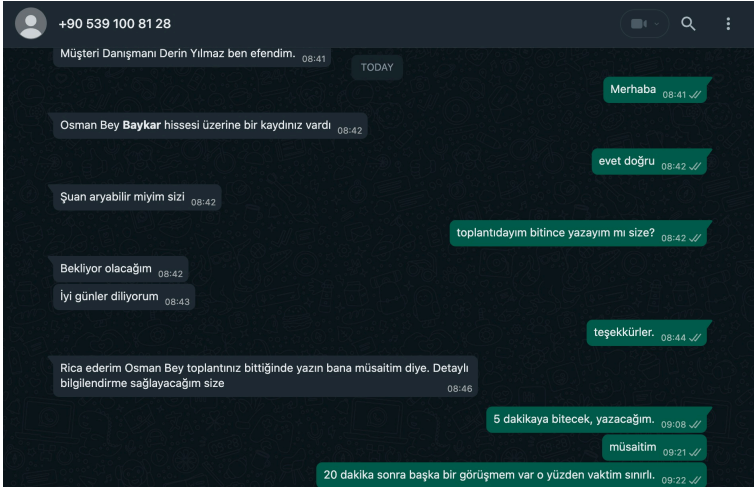 +90 539 100 81 28
Müşteri Danışmanı Derin Yılmaz ben efendim. 08:41
TODAY
Merhaba 08:41
Osman Bey Baykar hissesi üzerine bir kaydınız vardı 08:42
evet doğru 08:42
Şuan aryabilir miyim sizi 08:42
toplantıdayım bitince yazayım mı size? 08:42
Bekliyor olacağım 08:42
İyi günler diliyorum 08:43
teşekkürler. 08:44
Rica ederim Osman Bey toplantınız bittiğinde yazın bana müsaitim diye. Detaylı
bilgilendirme sağlayacağım size
08:46
5 dakikaya bitecek, yazacağım. 09:08
müsaitim 09:21
20 dakika sonra başka bir görüşmem var o yüzden vaktim sınırlı. 09:22